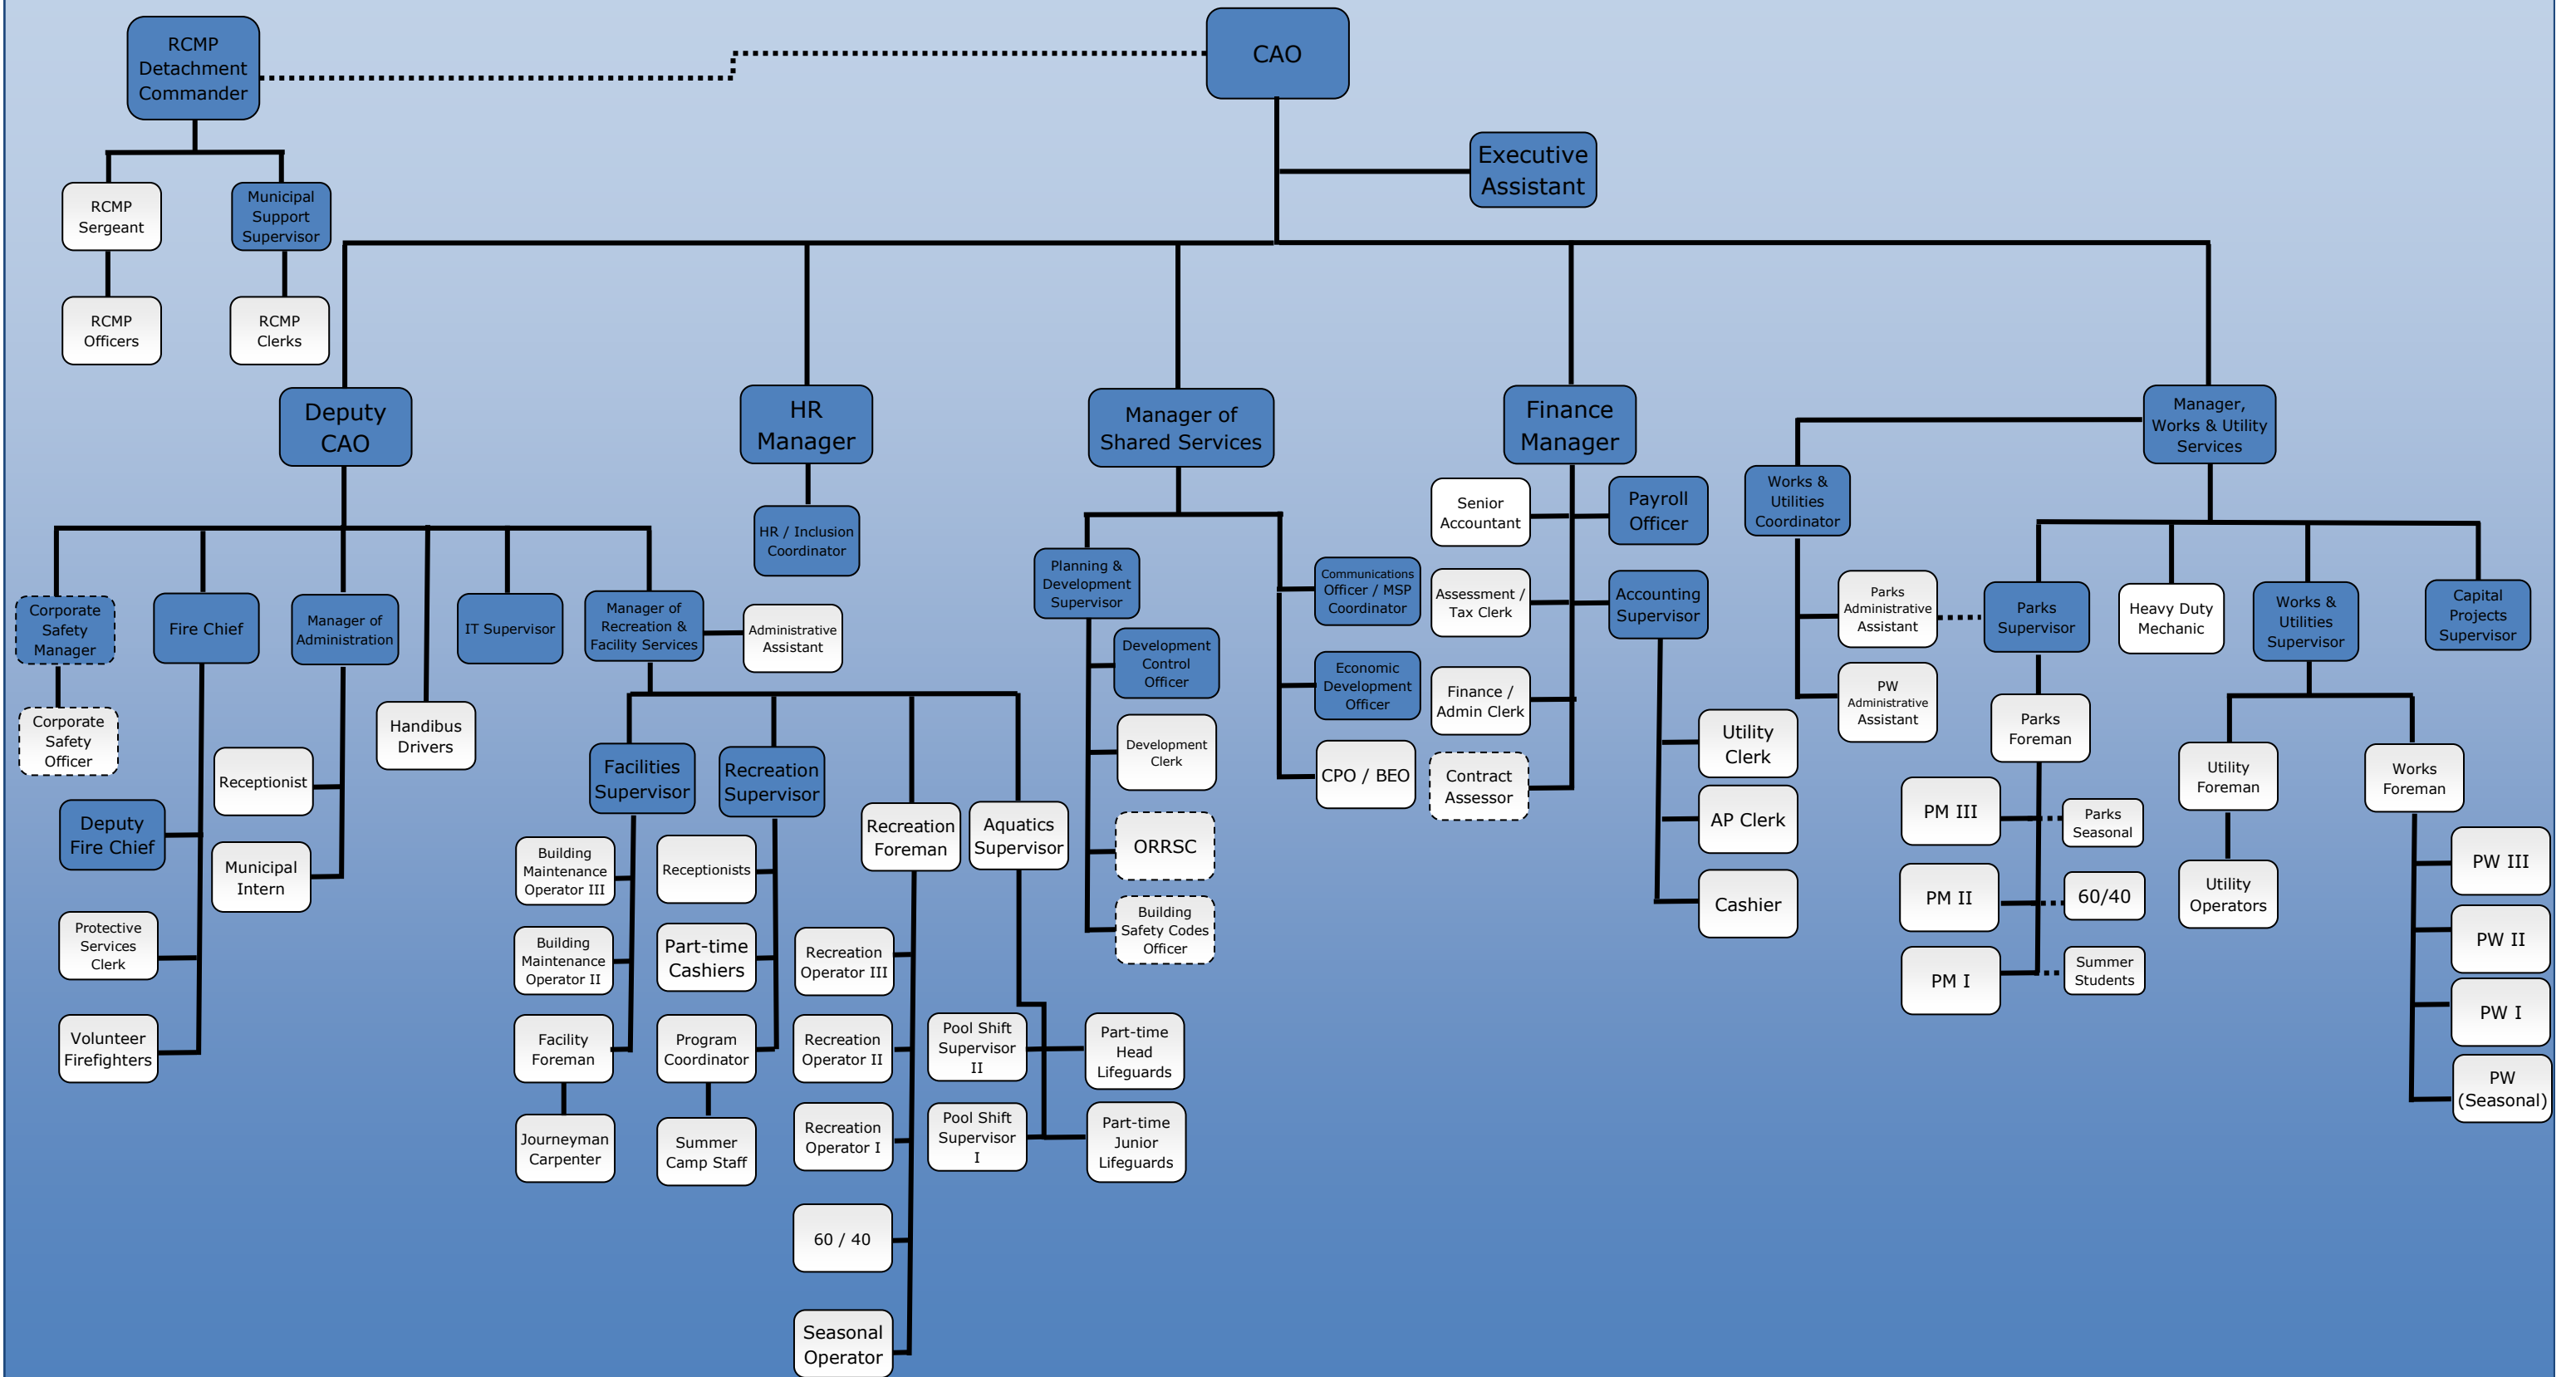 RCMP
Detachment
Commander
CAO
Executive
Assistant
RCMP
Sergeant
Municipal
Support
Supervisor
RCMP
Officers
RCMP
Clerks
Deputy
CAO
HR
Manager
Manager of
Shared Services
Finance
Manager
Manager,
Works & Utility
Services
Corporate
Safety
Manager
Corporate
Safety
Officer
Fire Chief
Deputy
Fire Chief
Protective
Services
Clerk
Volunteer
Firefighters
Manager of
Administration
Receptionist
Municipal
Intern
Handibus
Drivers
IT Supervisor
Manager of
Recreation &
Facility Services
Administrative
Assistant
Facilities
Supervisor
Building
Maintenance
Operator III
Building
Maintenance
Operator II
Facility
Foreman
Journeyman
Carpenter
Recreation
Supervisor
Receptionists
Part-time
Cashiers
Program
Coordinator
Summer
Camp Staff
Recreation
Foreman
Recreation
Operator III
Recreation
Operator II
Recreation
Operator I
60 / 40
Seasonal
Operator
Aquatics
Supervisor
Pool Shift
Supervisor
II
Part-time
Head
Lifeguards
Pool Shift
Supervisor
I
Part-time
Junior
Lifeguards
HR / Inclusion
Coordinator
Planning &
Development
Supervisor
Development
Control
Officer
Development
Clerk
ORRSC
Building
Safety Codes
Officer
Communications
Officer / MSP
Coordinator
Economic
Development
Officer
CPO / BEO
Senior
Accountant
Payroll
Officer
Assessment /
Tax Clerk
Accounting
Supervisor
Finance /
Admin Clerk
Contract
Assessor
Utility
Clerk
AP Clerk
Cashier
Works &
Utilities
Coordinator
Parks
Administrative
Assistant
PW
Administrative
Assistant
Parks
Supervisor
Parks
Foreman
PM III
Parks
Seasonal
PM II
60/40
PM I
Summer
Students
Heavy Duty
Mechanic
Works &
Utilities
Supervisor
Utility
Foreman
Utility
Operators
Works
Foreman
PW III
PW II
PW I
PW
(Seasonal)
Capital
Projects
Supervisor